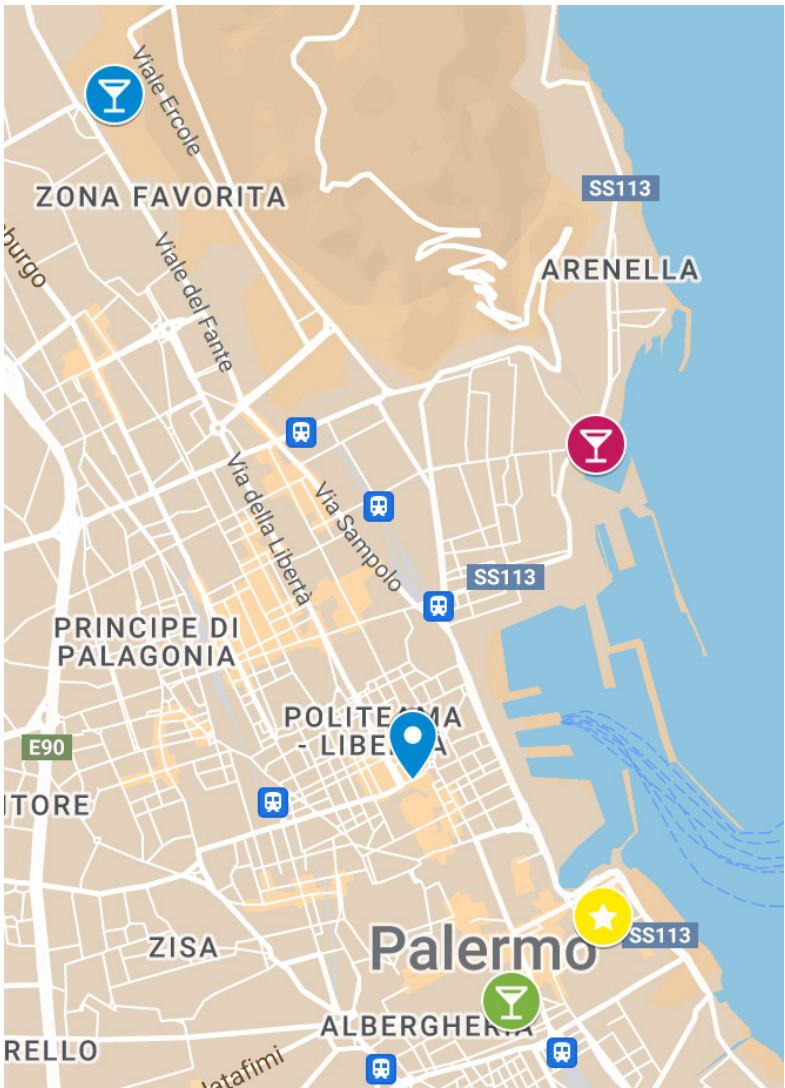 Viale Ercole
ZONA FAVORITA
SS113
burgo
Viale del Fante
ARENELLA
Via della Libertà
Via Sampolo
SS113
PRINCIPE DI
PALAGONIA
POLITEAMA
- LIBE A
E90
ITORE
ZISA
Palermo
SS113
ALBERGHERIA
RELLO
latafimi